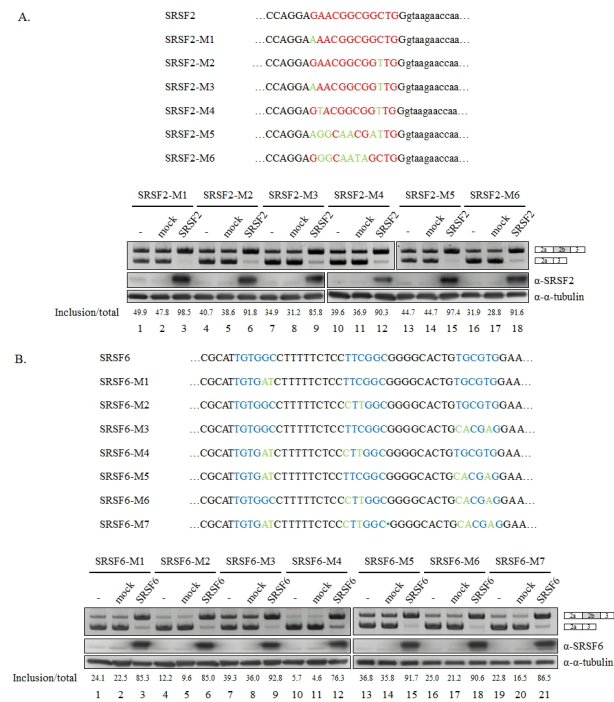 A.
SRSF2 …CCAGGAGAACGGCGGCTGGgtaagaaccaa…
SRSF2-M1 …CCAGGAAAACGGCGGCTGGgtaagaaccaa…
SRSF2-M2 …CCAGGAGAACGGCGGTTGGgtaagaaccaa…
SRSF2-M3 …CCAGGAAAACGGCGGTTGGgtaagaaccaa…
SRSF2-M4 …CCAGGAGTACGGCGGTTGGgtaagaaccaa…
SRSF2-M5 …CCAGGAAGGCAACGATTGGgtaagaaccaa…
SRSF2-M6 …CCAGGAGGGCAATAGCTGGgtaagaaccaa…
SRSF2-M1 SRSF2-M2 SRSF2-M3 SRSF2-M4 SRSF2-M5 SRSF2-M6
- mock SRSF2 - mock SRSF2 - mock SRSF2 - mock SRSF2 - mock SRSF2 - mock SRSF2
2a 2b 3
2a 3
α-SRSF2
α-α-tubulin
Inclusion/total 49.9 47.8 98.5 40.7 38.6 91.8 34.9 31.2 85.8 39.6 36.9 90.3 44.7 44.7 97.4 31.9 28.8 91.6
1 2 3 4 5 6 7 8 9 10 11 12 13 14 15 16 17 18
B.
SRSF6 …CGCATTGTGGCCTTTTTCTCCTTCGGCGGGGCACTGTGCGTGGAA…
SRSF6-M1 …CGCATTGTGATCTTTTTCTCCTTCGGCGGGGCACTGTGCGTGGAA…
SRSF6-M2 …CGCATTGTGGCCTTTTTCTCCCTTGGCGGGGCACTGTGCGTGGAA…
SRSF6-M3 …CGCATTGTGGCCTTTTTCTCCTTCGGCGGGGCACTGCACGAGGAA…
SRSF6-M4 …CGCATTGTGATCTTTTTCTCCCTTGGCGGGGCACTGTGCGTGGAA…
SRSF6-M5 …CGCATTGTGATCTTTTTCTCCTTCGGCGGGGCACTGCACGAGGAA…
SRSF6-M6 …CGCATTGTGGCCTTTTTCTCCCTTGGCGGGGCACTGCACGAGGAA…
SRSF6-M7 …CGCATTGTGATCTTTTTCTCCCTTGGC•GGGGCACTGCACGAGGAA…
SRSF6-M1 SRSF6-M2 SRSF6-M3 SRSF6-M4 SRSF6-M5 SRSF6-M6 SRSF6-M7
- mock SRSF6 - mock SRSF6 - mock SRSF6 - mock SRSF6 - mock SRSF6 - mock SRSF6 - mock SRSF6
2a 2b 3
2a 3
α-SRSF6
α-α-tubulin
Inclusion/total 24.1 22.5 85.3 12.2 9.6 85.0 39.3 36.0 92.8 5.7 4.6 76.3 36.8 35.8 91.7 25.0 21.2 90.6 22.8 16.5 86.5
1 2 3 4 5 6 7 8 9 10 11 12 13 14 15 16 17 18 19 20 21